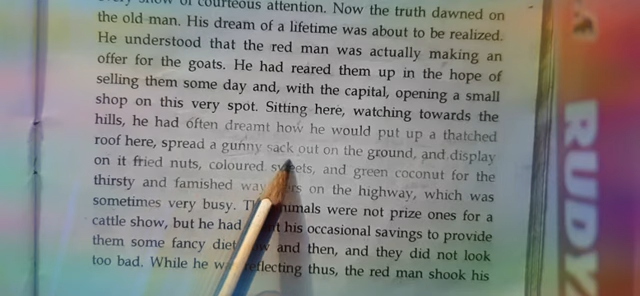 show of courteous attention. Now the truth dawned on
the old man. His dream of a lifetime was about to be realized.
He understood that the red man was actually making an
offer for the goats. He had reared them up in the hope of
selling them some day and, with the capital, opening a small
shop on this very spot. Sitting here, watching towards the
hills, he had often dreamt how he would put up a thatched
roof here, spread a gunny sack out on the ground, and display
on it fried nuts, coloured sweets, and green coconut for the
thirsty and famished on the highway, which was
sometimes very busy. were not prize ones for a
cattle show, but he had his occasional savings to provide
them some fancy diet and then, and they did not look
too bad. While he reflecting thus, the red man shook his
RUDY